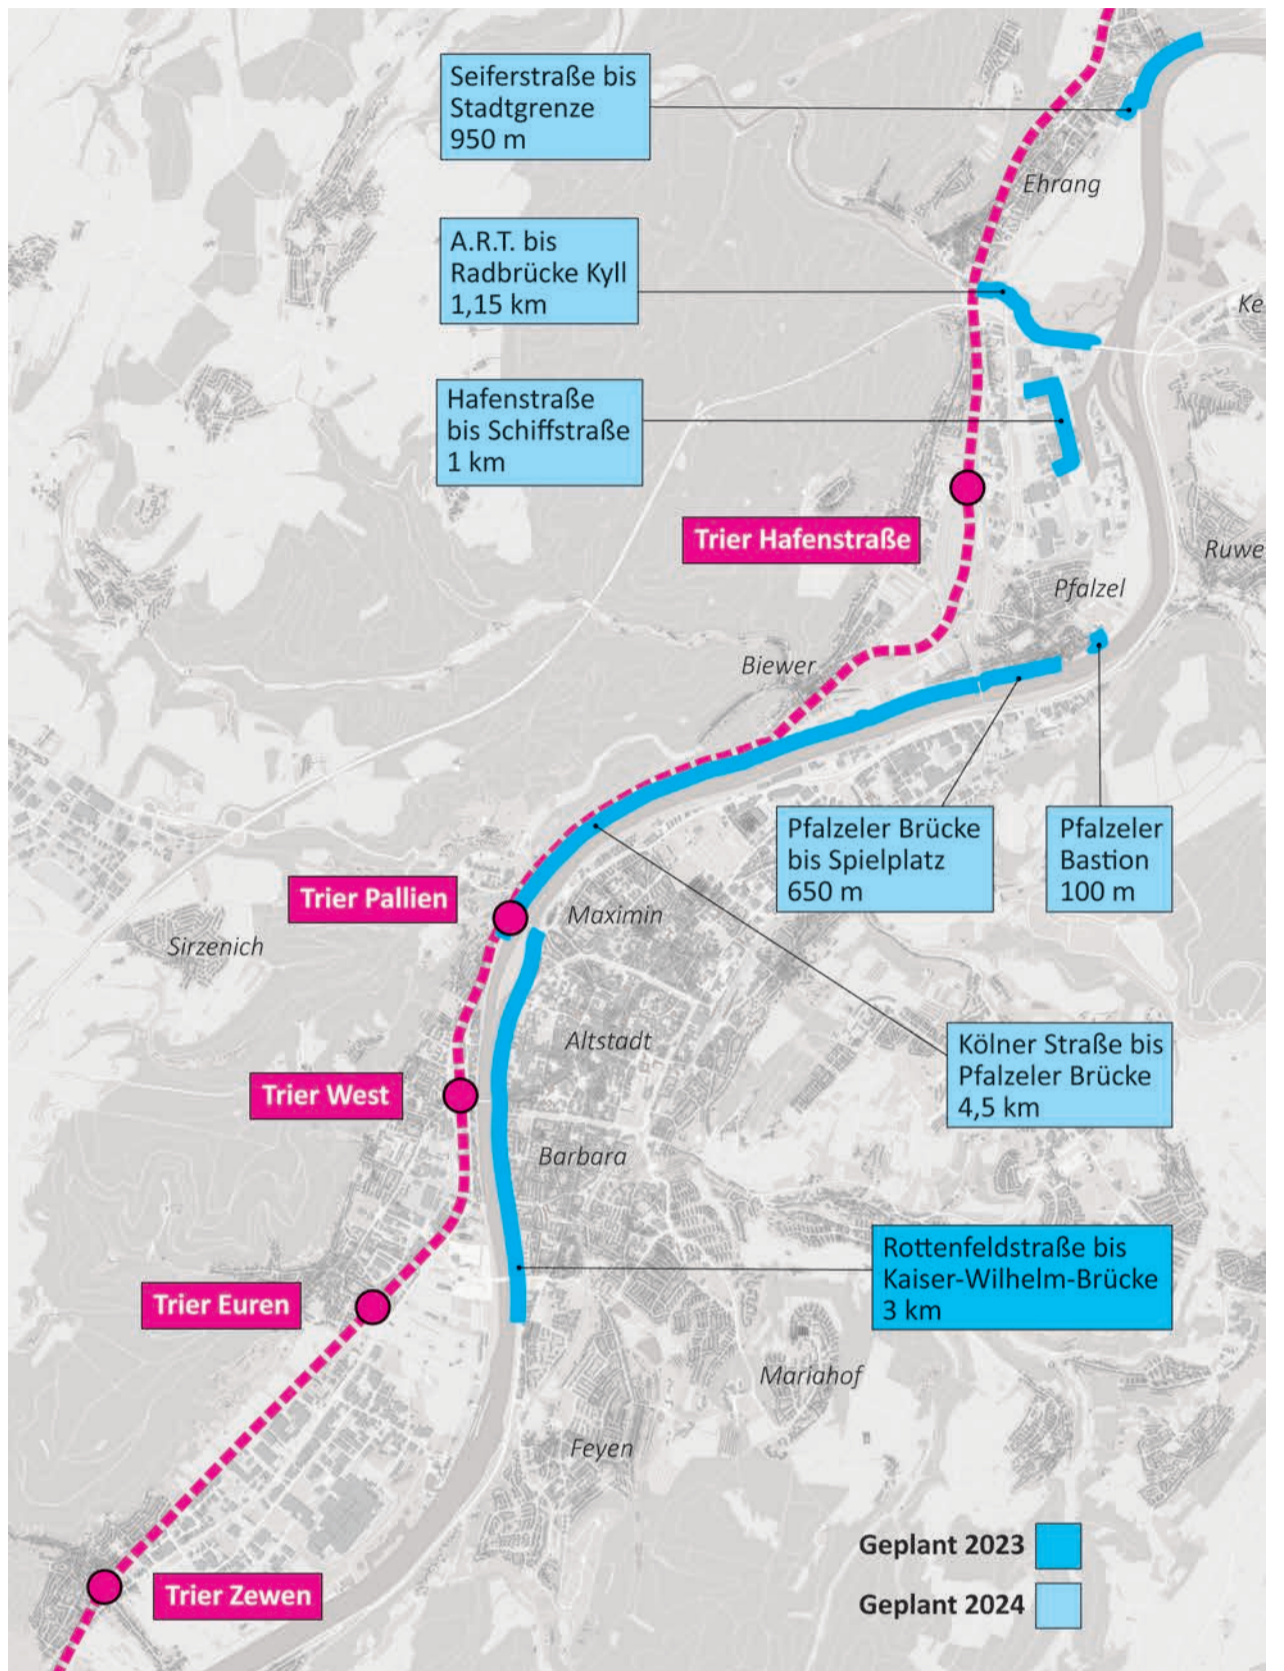 Seiferstraße bis
Stadtgrenze
950 m
Ehrang
A.R.T. bis
Radbrücke Kyll
1,15 km
Ke
Hafenstraße
bis Schiffstraße
1 km
Trier Hafenstraße
Ruwe
Pfalzel
Biewer
Pfalzeler Brücke
bis Spielplatz
650 m
Pfalzeler
Bastion
100 m
Trier Pallien
Maximin
Sirzenich
Altstadt
Kölner Straße bis
Pfalzeler Brücke
4,5 km
Trier West
Barbara
Rottenfeldstraße bis
Kaiser-Wilhelm-Brücke
3 km
Trier Euren
Mariahof
Feyen
Geplant 2023
Trier Zewen
Geplant 2024